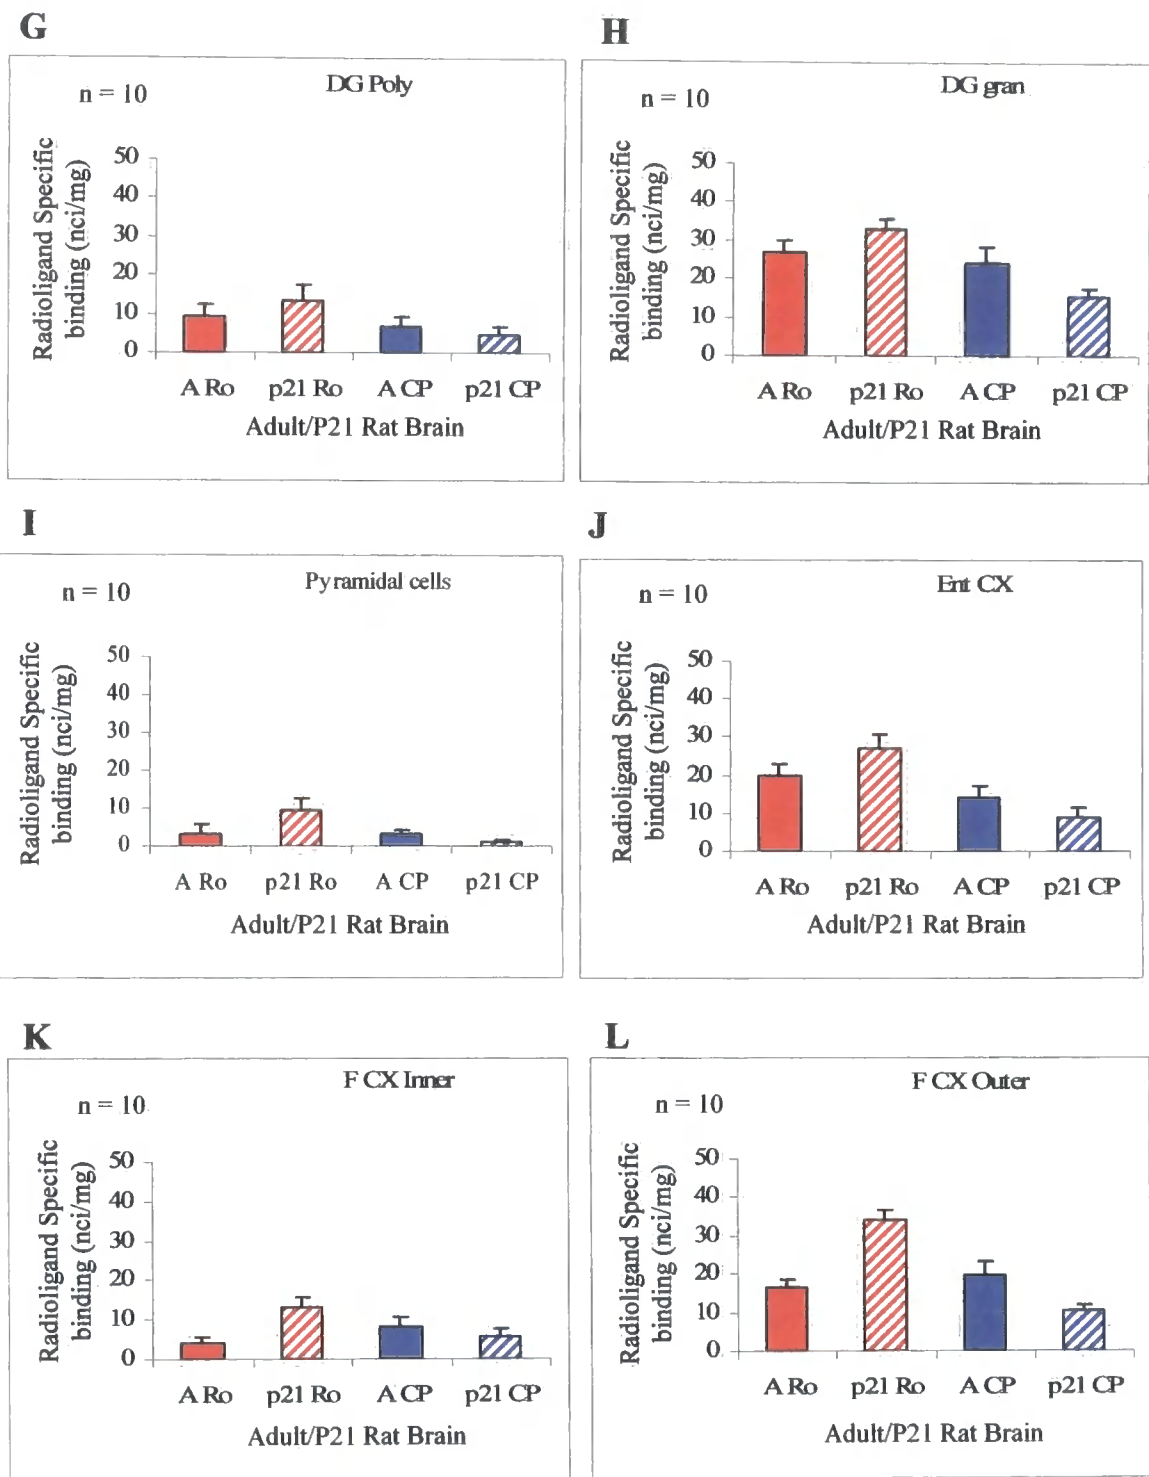 G
DG Poly
n = 10
Radioligand Specific
binding (nci/mg)
50
40
30
20
10
0
A Ro p21 Ro A CP p21 CP
Adult/P21 Rat Brain
H
DG gran
n = 10
Radioligand Specific
binding (nci/mg)
50
40
30
20
10
0
A Ro p21 Ro A CP p21 CP
Adult/P21 Rat Brain
I
Pyramidal cells
n = 10
Radioligand Specific
binding (nci/mg)
50
40
30
20
10
0
A Ro p21 Ro A CP p21 CP
Adult/P21 Rat Brain
J
Ent CX
n = 10
Radioligand Specific
binding (nci/mg)
50
40
30
20
10
0
A Ro p21 Ro A CP p21 CP
Adult/P21 Rat Brain
K
F CX Inner
n = 10
Radioligand Specific
binding (nci/mg)
50
40
30
20
10
0
A Ro p21 Ro A CP p21 CP
Adult/P21 Rat Brain
L
F CX Outer
n = 10
Radioligand Specific
binding (nci/mg)
50
40
30
20
10
0
A Ro p21 Ro A CP p21 CP
Adult/P21 Rat Brain